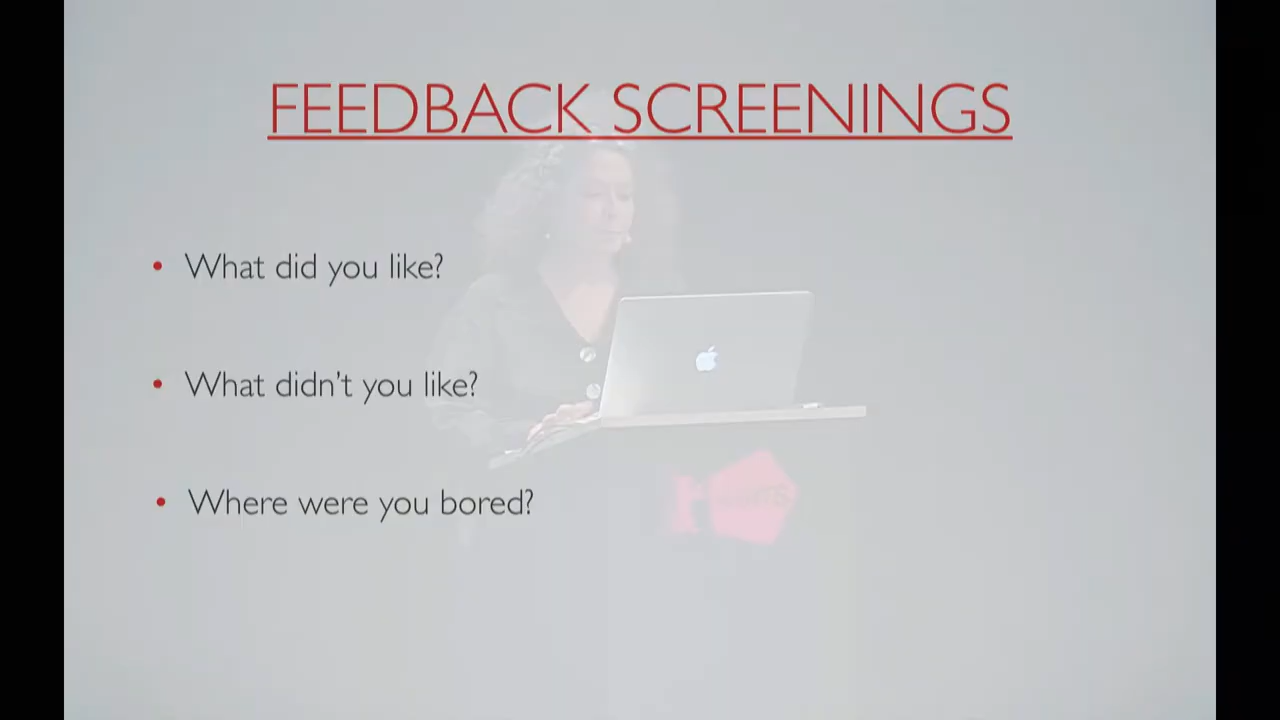 FEEDBACK SCREENINGS
• What did you like?
• What didn't you like?
• Where were you bored?